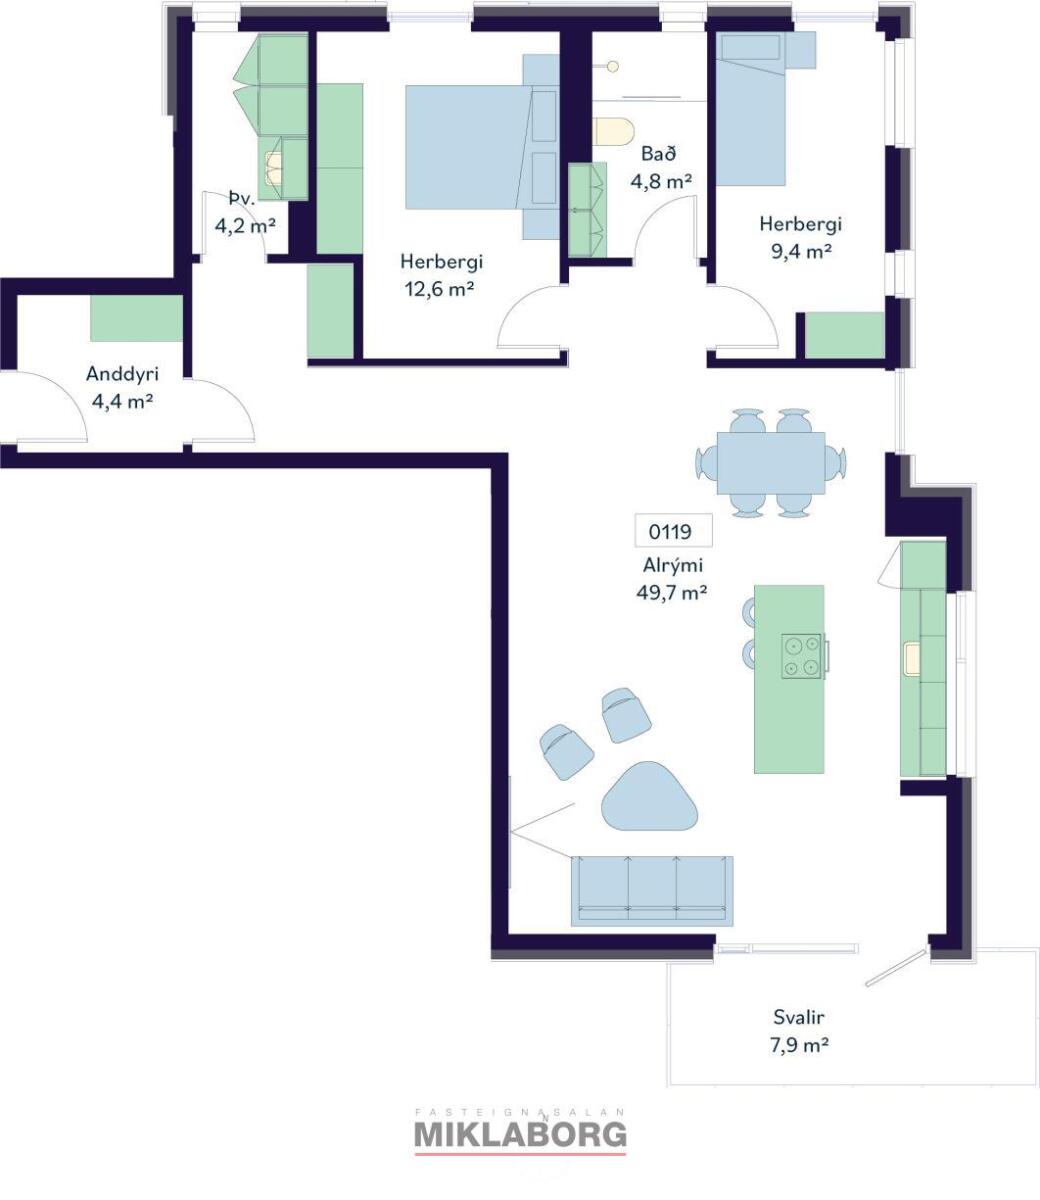 Þv.
4,2 m²
Herbergi
12,6 m²
Bað
4,8 m²
Herbergi
9,4 m²
Anddyri
4,4 m²
0119
Alrými
49,7 m²
Svalir
7,9 m²
FASTEIGNASALAN
N
MIKLABORG